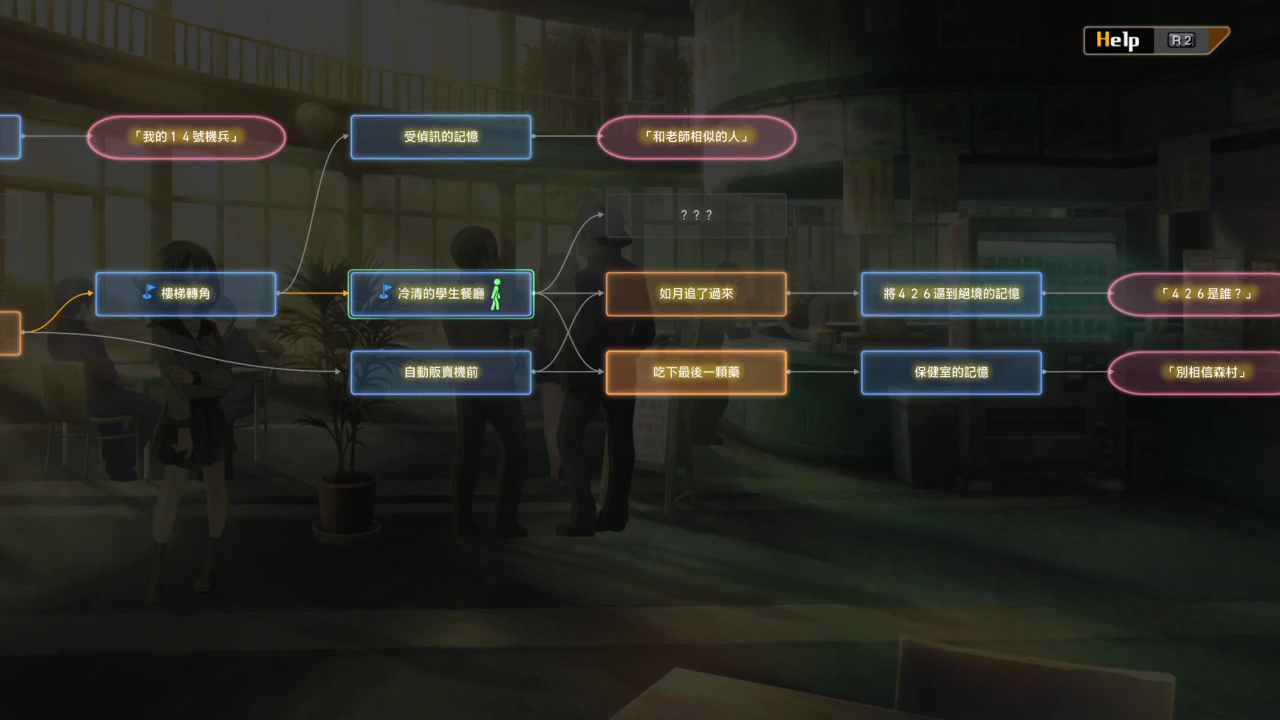 Help R2
「我的１４號機兵」
受偵訊的記憶
「和老師相似的人」
？？？
樓梯轉角
冷清的學生餐廳
如月追了過來
將４２６逼到絕境的記憶
「４２６是誰？」
自動販賣機前
吃下最後一顆藥
保健室的記憶
「別相信森村」